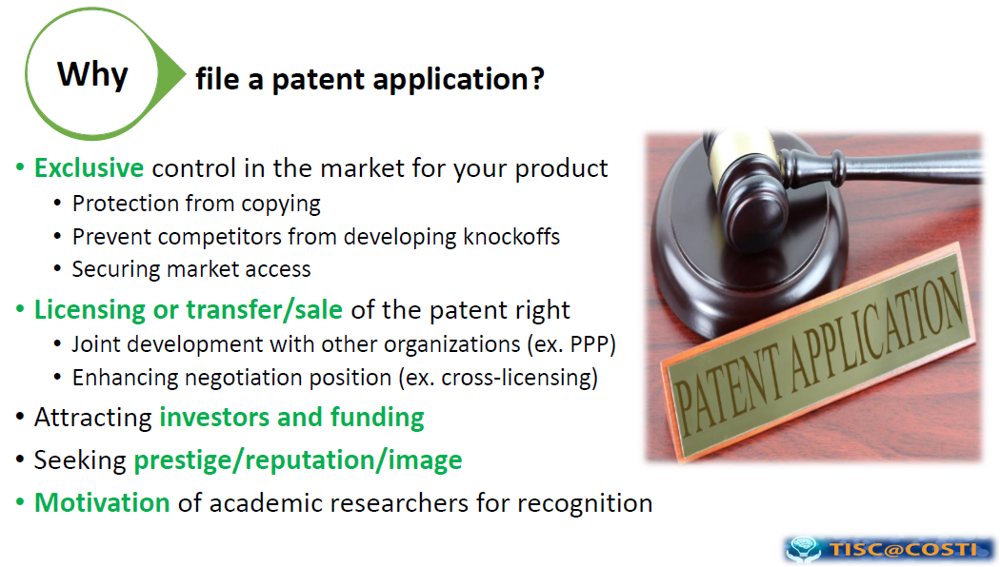 Why
file a patent application?
• Exclusive control in the market for your product
• Protection from copying
• Prevent competitors from developing knockoffs
• Securing market access
• Licensing or transfer/sale of the patent right
• Joint development with other organizations (ex. PPP)
• Enhancing negotiation position (ex. cross-licensing)
• Attracting investors and funding
• Seeking prestige/reputation/image
• Motivation of academic researchers for recognition
PATENT APPLICATION
TISC@COSTI